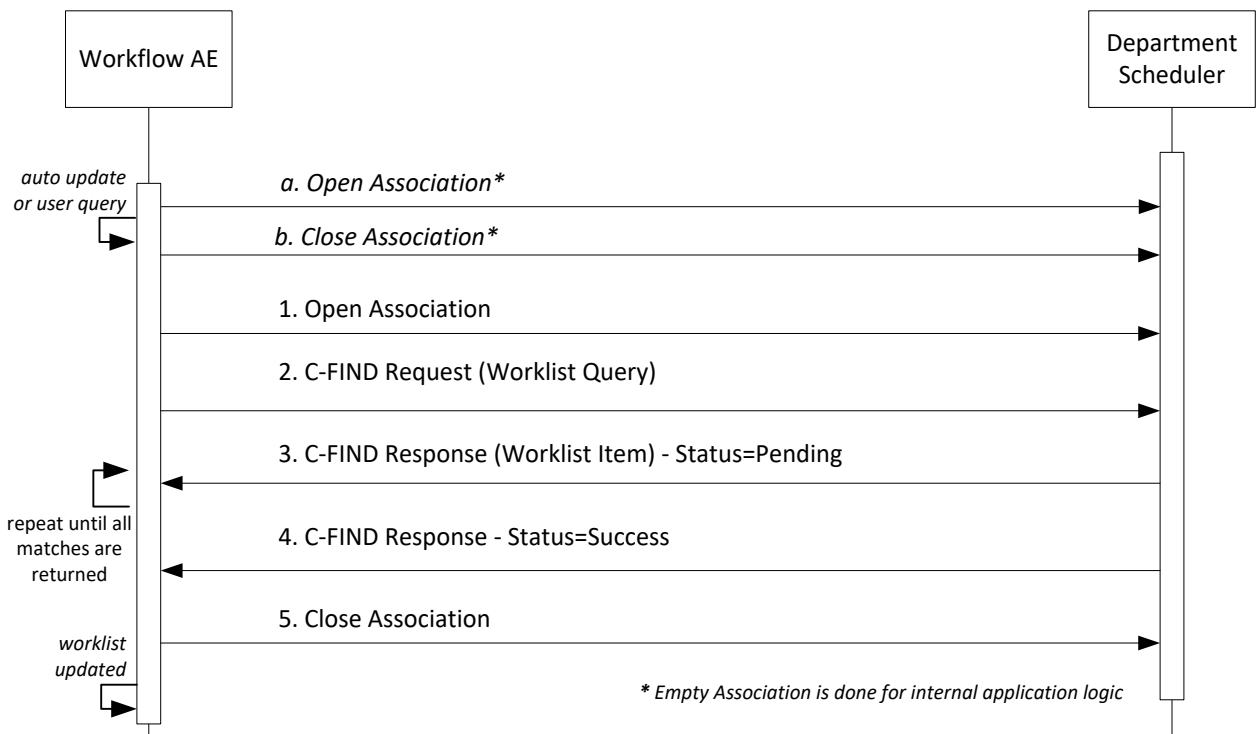 Workflow AE
Department
Scheduler
auto update
or user query
a. Open Association*
b. Close Association*
1. Open Association
2. C-FIND Request (Worklist Query)
3. C-FIND Response (Worklist Item) - Status=Pending
repeat until all
matches are
returned
4. C-FIND Response - Status=Success
5. Close Association
worklist
updated
* Empty Association is done for internal application logic